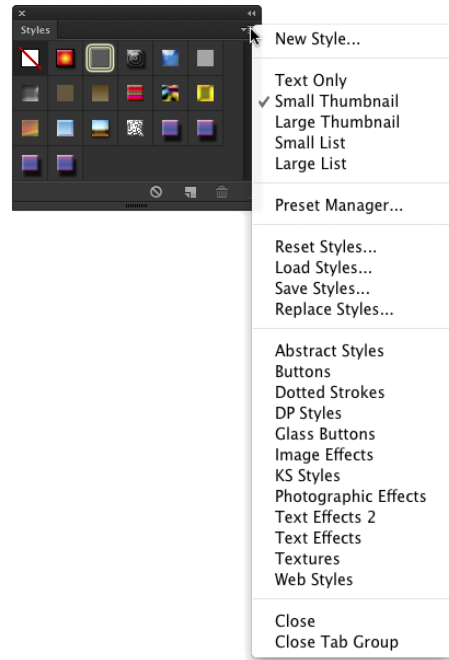 Styles
New Style...
Text Only
Small Thumbnail
Large Thumbnail
Small List
Large List
Preset Manager...
Reset Styles...
Load Styles...
Save Styles...
Replace Styles...
Abstract Styles
Buttons
Dotted Strokes
DP Styles
Glass Buttons
Image Effects
KS Styles
Photographic Effects
Text Effects 2
Text Effects
Textures
Web Styles
Close
Close Tab Group